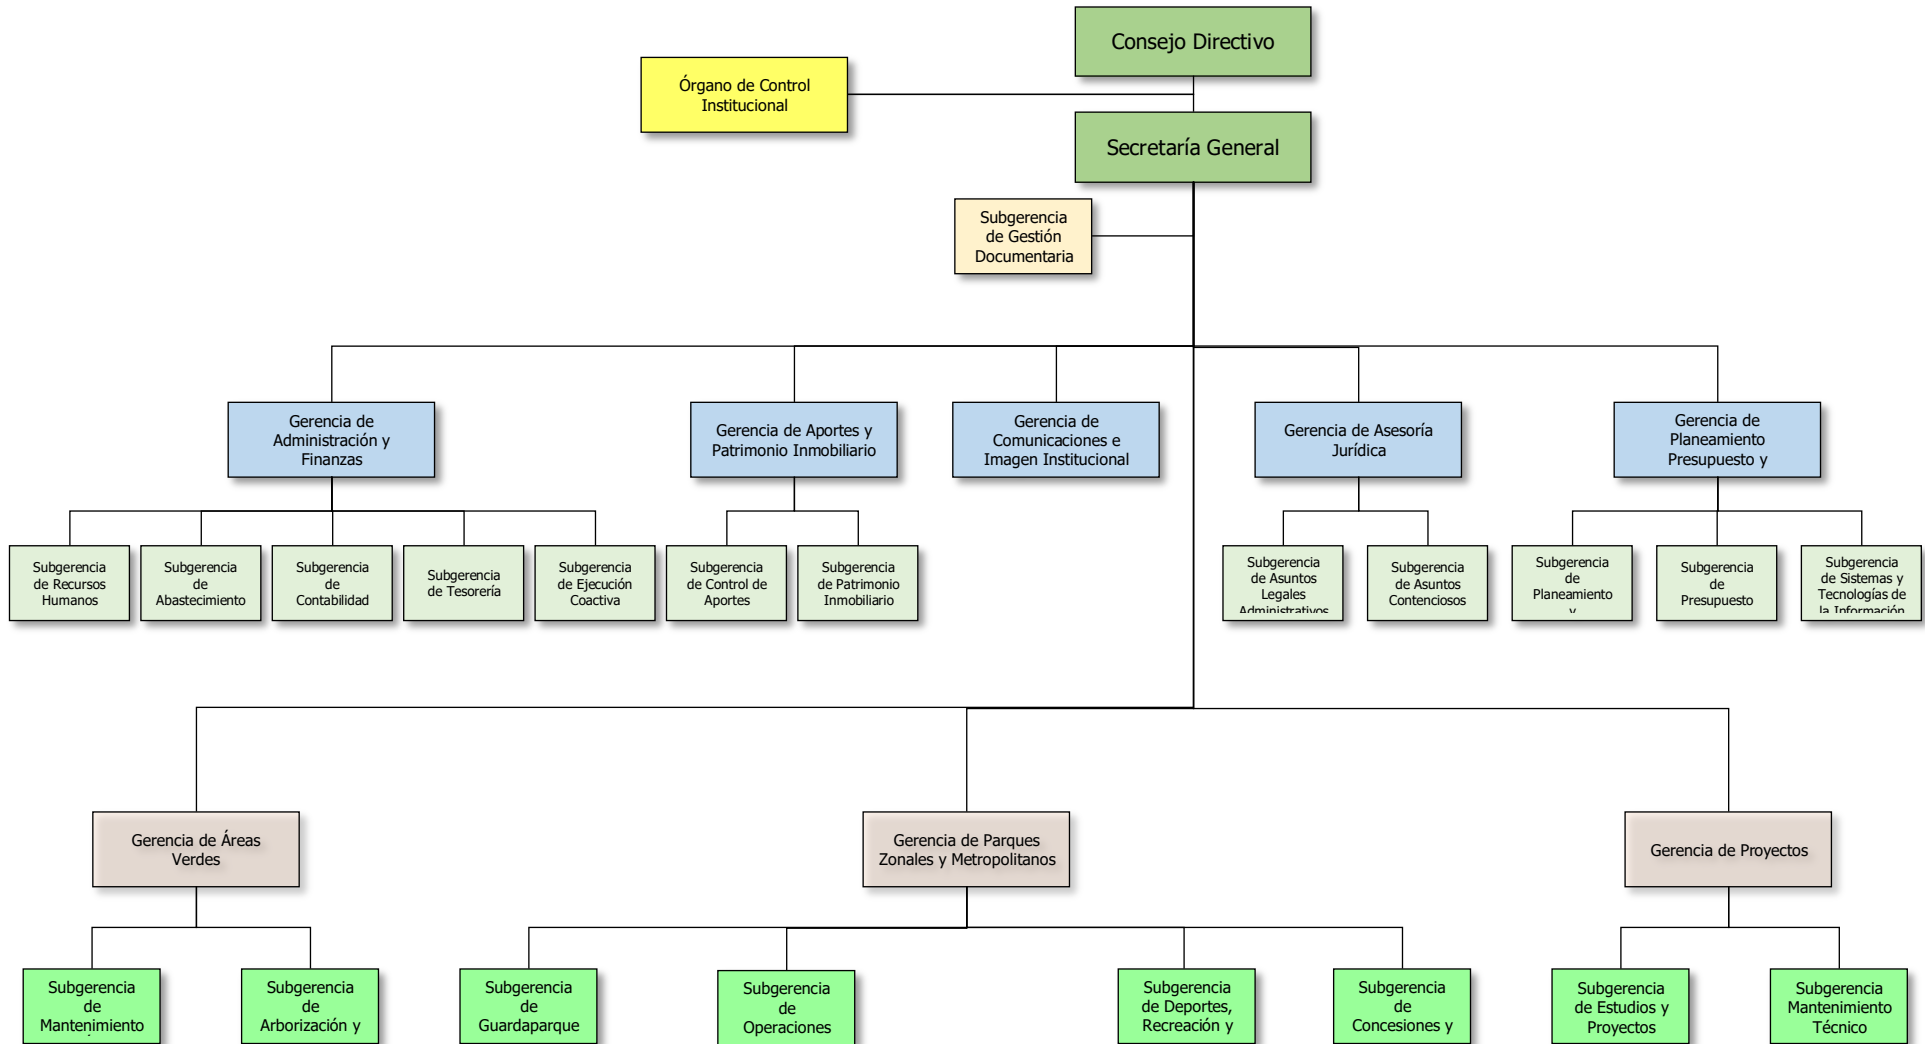 Consejo Directivo
Órgano de Control
Institucional
Secretaría General
Subgerencia
de Gestión
Documentaria
Gerencia de
Administración y
Finanzas
Gerencia de Aportes y
Patrimonio Inmobiliario
Gerencia de
Comunicaciones e
Imagen Institucional
Gerencia de Asesoría
Jurídica
Gerencia de
Planeamiento
Presupuesto y
Subgerencia
de Recursos
Humanos
Subgerencia
de
Abastecimiento
Subgerencia
de
Contabilidad
Subgerencia
de Tesorería
Subgerencia
de Ejecución
Coactiva
Subgerencia
de Control de
Aportes
Subgerencia
de Patrimonio
Inmobiliario
Subgerencia
de Asuntos
Legales
Administrativos
Subgerencia
de Asuntos
Contenciosos
Subgerencia
de
Planeamiento
y
Subgerencia
de
Presupuesto
Subgerencia
de Sistemas y
Tecnologías de
la Información
Gerencia de Áreas
Verdes
Gerencia de Parques
Zonales y Metropolitanos
Gerencia de Proyectos
Subgerencia
de
Mantenimiento
Subgerencia
de
Arborización y
Subgerencia
de
Guardaparque
Subgerencia
de
Operaciones
Subgerencia
de Deportes,
Recreación y
Subgerencia
de
Concesiones y
Subgerencia
de Estudios y
Proyectos
Subgerencia
Mantenimiento
Técnico